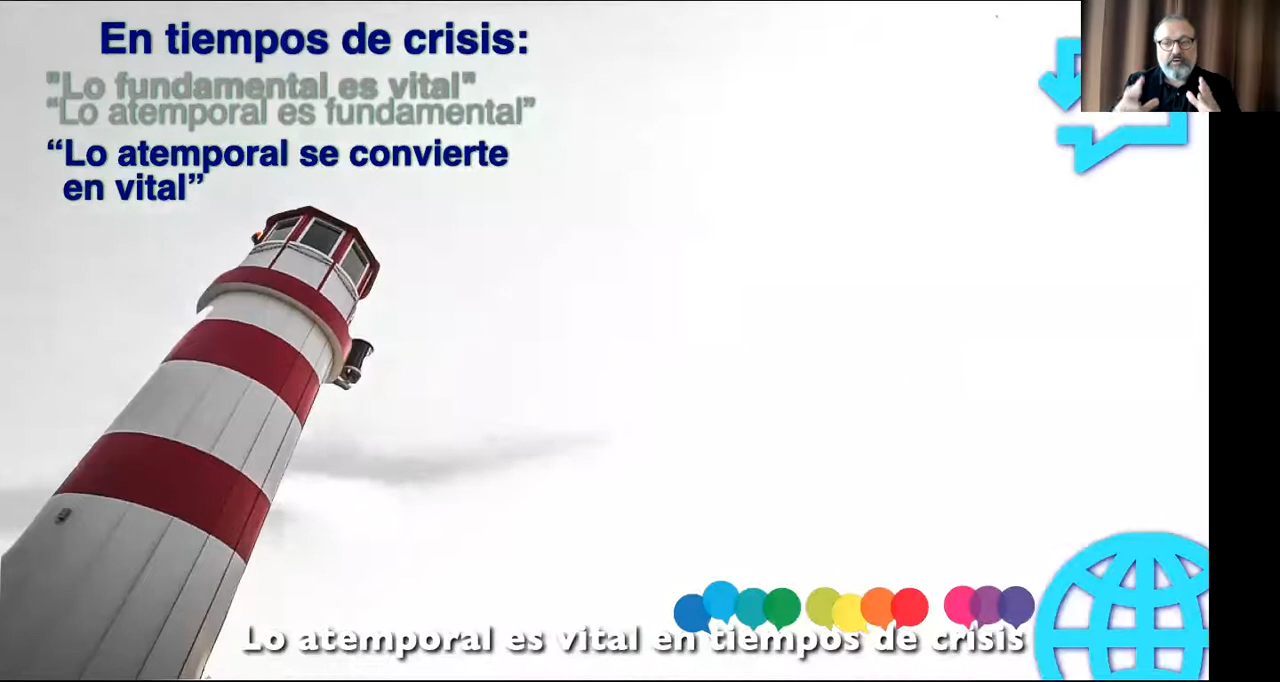 En tiempos de crisis:
"Lo fundamental es vital"
“Lo atemporal es fundamental”
“Lo atemporal se convierte
en vital”
Lo atemporal es vital en tiempos de crisis